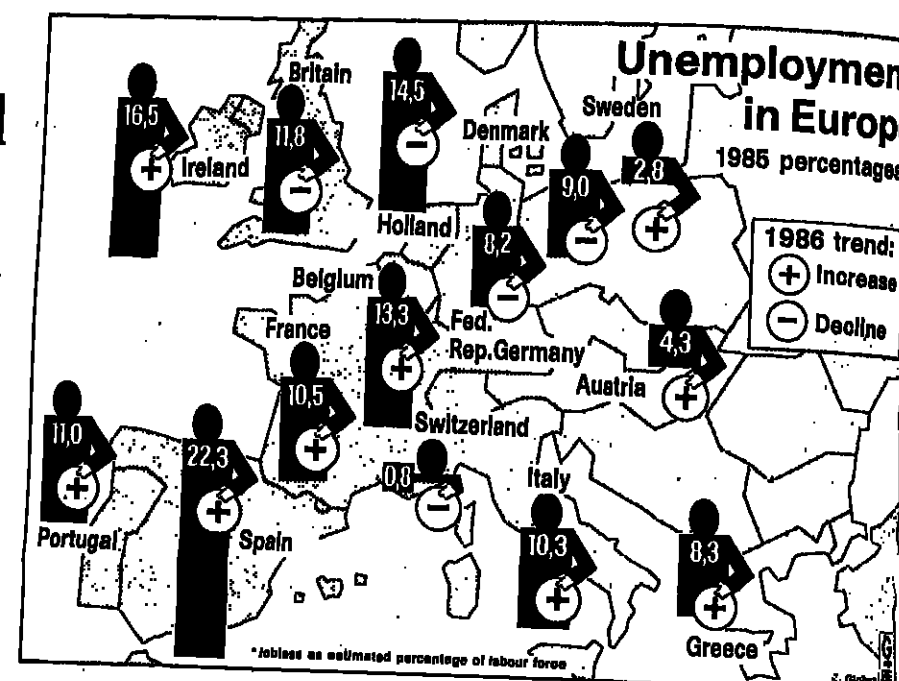 Unemploymen
in Europ
1985 percentages
1986 trend:
+ Increase
− Decline
Britain
16,5
+
Ireland
11,8
−
14,5
−
Holland
Denmark
9,0
−
Sweden
2,8
+
8,2
−
Fed.
Rep.Germany
Belgium
13,3
+
France
10,5
+
4,3
+
Austria
Switzerland
0,8
−
11,0
+
Portugal
22,3
+
Spain
Italy
10,3
+
8,3
+
Greece
*Jobless as estimated percentage of labour force